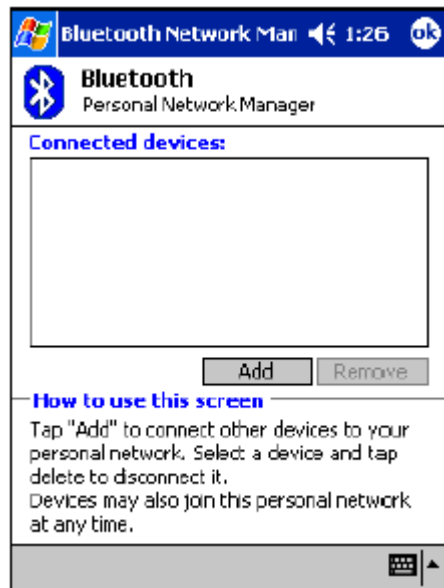 Bluetooth Network Man 1:26 ok
Bluetooth
Personal Network Manager
Connected devices:
Add Remove
How to use this screen
Tap "Add" to connect other devices to your
personal network. Select a device and tap
delete to disconnect it.
Devices may also join this personal network
at any time.